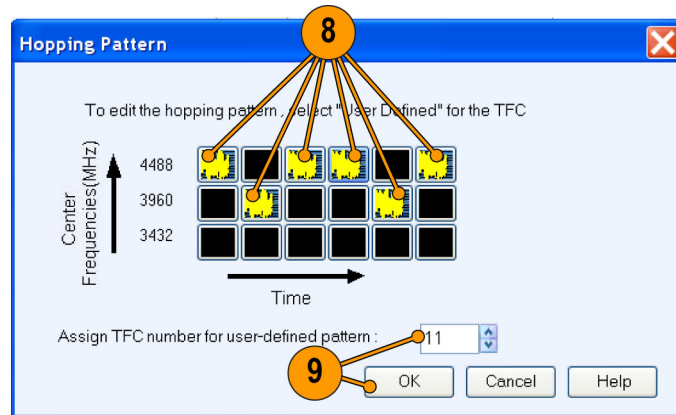 Hopping Pattern
8
To edit the hopping pattern , select "User Defined" for the TFC
Center
Frequencies(MHz)
4488
3960
3432
Time
Assign TFC number for user-defined pattern :
11
9
OK
Cancel
Help